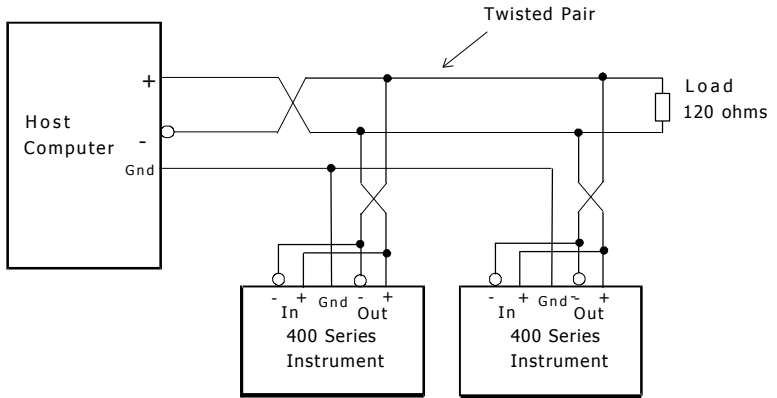 Twisted Pair
+
Load
120 ohms
Host
Computer
-
Gnd
- + Gnd - +
In Out
400 Series
Instrument
- + Gnd - +
In Out
400 Series
Instrument